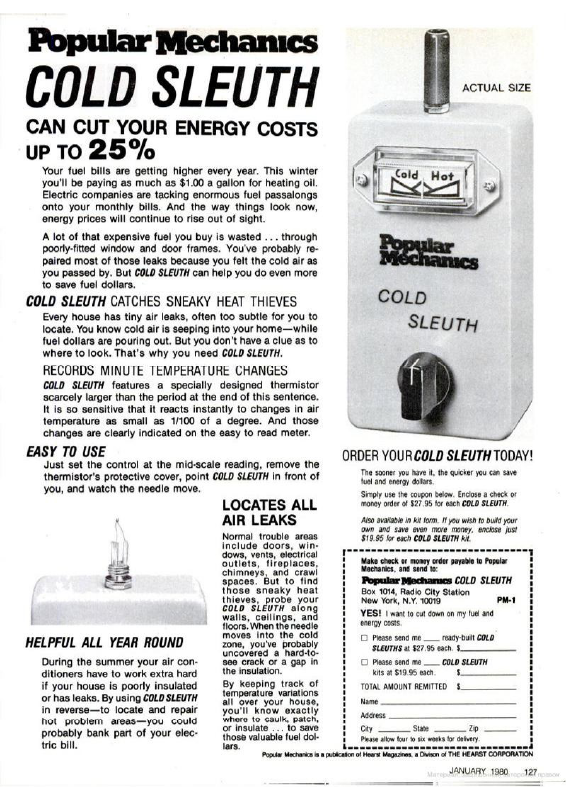 Popular Mechanics
COLD SLEUTH
CAN CUT YOUR ENERGY COSTS
UP TO 25%
Your fuel bills are getting higher every year. This winter
you'll be paying as much as $1.00 a gallon for heating oil.
Electric companies are tacking enormous fuel passalongs
onto your monthly bills. And the way things look now,
energy prices will continue to rise out of sight.
A lot of that expensive fuel you buy is wasted ... through
poorly-fitted window and door frames. You've probably re-
paired most of those leaks because you felt the cold air as
you passed by. But COLD SLEUTH can help you do even more
to save fuel dollars.
COLD SLEUTH CATCHES SNEAKY HEAT THIEVES
Every house has tiny air leaks, often too subtle for you to
locate. You know cold air is seeping into your home—while
fuel dollars are pouring out. But you don't have a clue as to
where to look. That's why you need COLD SLEUTH.
RECORDS MINUTE TEMPERATURE CHANGES
COLD SLEUTH features a specially designed thermistor
scarcely larger than the period at the end of this sentence.
It is so sensitive that it reacts instantly to changes in air
temperature as small as 1/100 of a degree. And those
changes are clearly indicated on the easy to read meter.
EASY TO USE
Just set the control at the mid-scale reading, remove the
thermistor's protective cover, point COLD SLEUTH in front of
you, and watch the needle move.
HELPFUL ALL YEAR ROUND
During the summer your air con-
ditioners have to work extra hard
if your house is poorly insulated
or has leaks. By using COLD SLEUTH
in reverse—to locate and repair
hot problem areas—you could
probably bank part of your elec-
tric bill.
LOCATES ALL
AIR LEAKS
Normal trouble areas
include doors, win-
dows, vents, electrical
outlets, fireplaces,
chimneys, and crawl
spaces. But to find
those sneaky heat
thieves, probe your
COLD SLEUTH along
walls, ceilings, and
floors. When the needle
moves into the cold
zone, you've probably
uncovered a hard-to-
see crack or a gap in
the insulation.
By keeping track of
temperature variations
all over your house,
you'll know exactly
where to caulk, patch,
or insulate ... to save
those valuable fuel dol-
lars.
ACTUAL SIZE
Cold Hot
Popular
Mechanics
COLD
SLEUTH
ORDER YOUR COLD SLEUTH TODAY!
The sooner you have it, the quicker you can save
fuel and energy dollars.
Simply use the coupon below. Enclose a check or
money order of $27.95 for each COLD SLEUTH.
Also available in kit form. If you wish to build your
own and save even more money, enclose just
$19.95 for each COLD SLEUTH kit.
Make check or money order payable to Popular
Mechanics, and send to:
Popular Mechanics COLD SLEUTH
Box 1014, Radio City Station
New York, N.Y. 10019 PM-1
YES! I want to cut down on my fuel and
energy costs.
Please send me ____ ready-built COLD
SLEUTHS at $27.95 each. $____
Please send me ____ COLD SLEUTH
kits at $19.95 each. $____
TOTAL AMOUNT REMITTED $____
Name ____
Address ____
City ____ State ____ Zip ____
Please allow four to six weeks for delivery.
Popular Mechanics is a publication of Hearst Magazines, a Divison of THE HEARST CORPORATION
JANUARY 1980 127